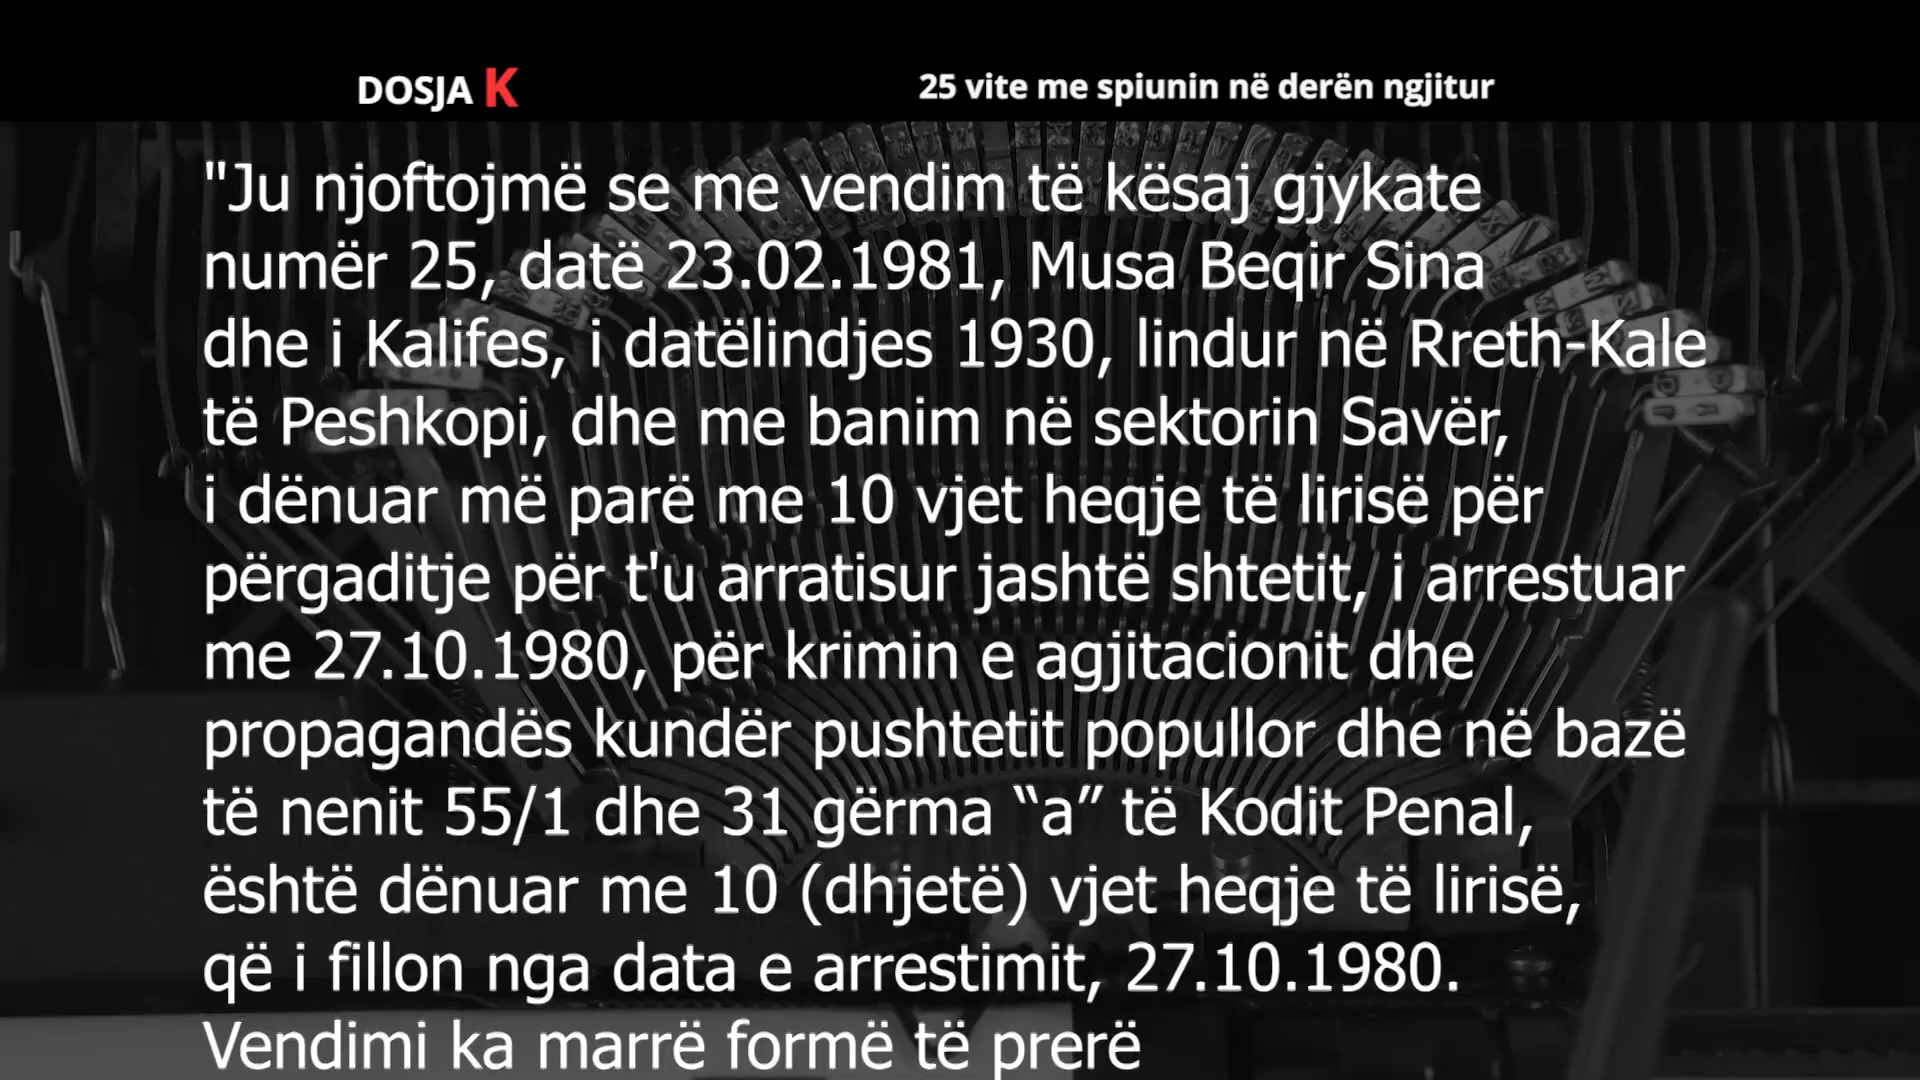 DOSJA K
25 vite me spiunin në derën ngjitur
"Ju njoftojmë se me vendim të kësaj gjykate
numër 25, datë 23.02.1981, Musa Beqir Sina
dhe i Kalifes, i datëlindjes 1930, lindur në Rreth-Kale
të Peshkopi, dhe me banim në sektorin Savër,
i dënuar më parë me 10 vjet heqje të lirisë për
përgaditje për t'u arratisur jashtë shtetit, i arrestuar
me 27.10.1980, për krimin e agjitacionit dhe
propagandës kundër pushtetit popullor dhe në bazë
të nenit 55/1 dhe 31 gërma “a” të Kodit Penal,
është dënuar me 10 (dhjetë) vjet heqje të lirisë,
që i fillon nga data e arrestimit, 27.10.1980.
Vendimi ka marrë formë të prerë